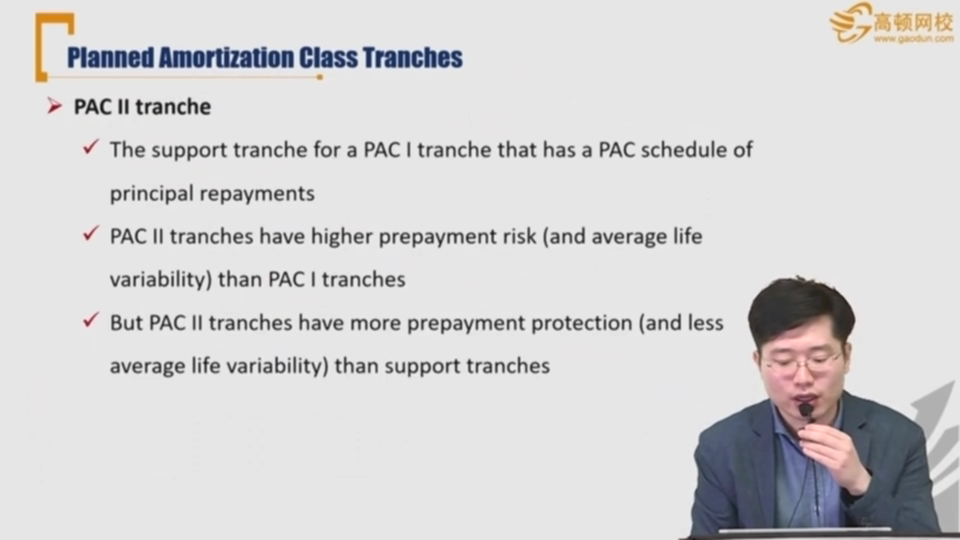 高顿网校
www.gaodun.com
Planned Amortization Class Tranches
PAC II tranche
The support tranche for a PAC I tranche that has a PAC schedule of
principal repayments
PAC II tranches have higher prepayment risk (and average life
variability) than PAC I tranches
But PAC II tranches have more prepayment protection (and less
average life variability) than support tranches